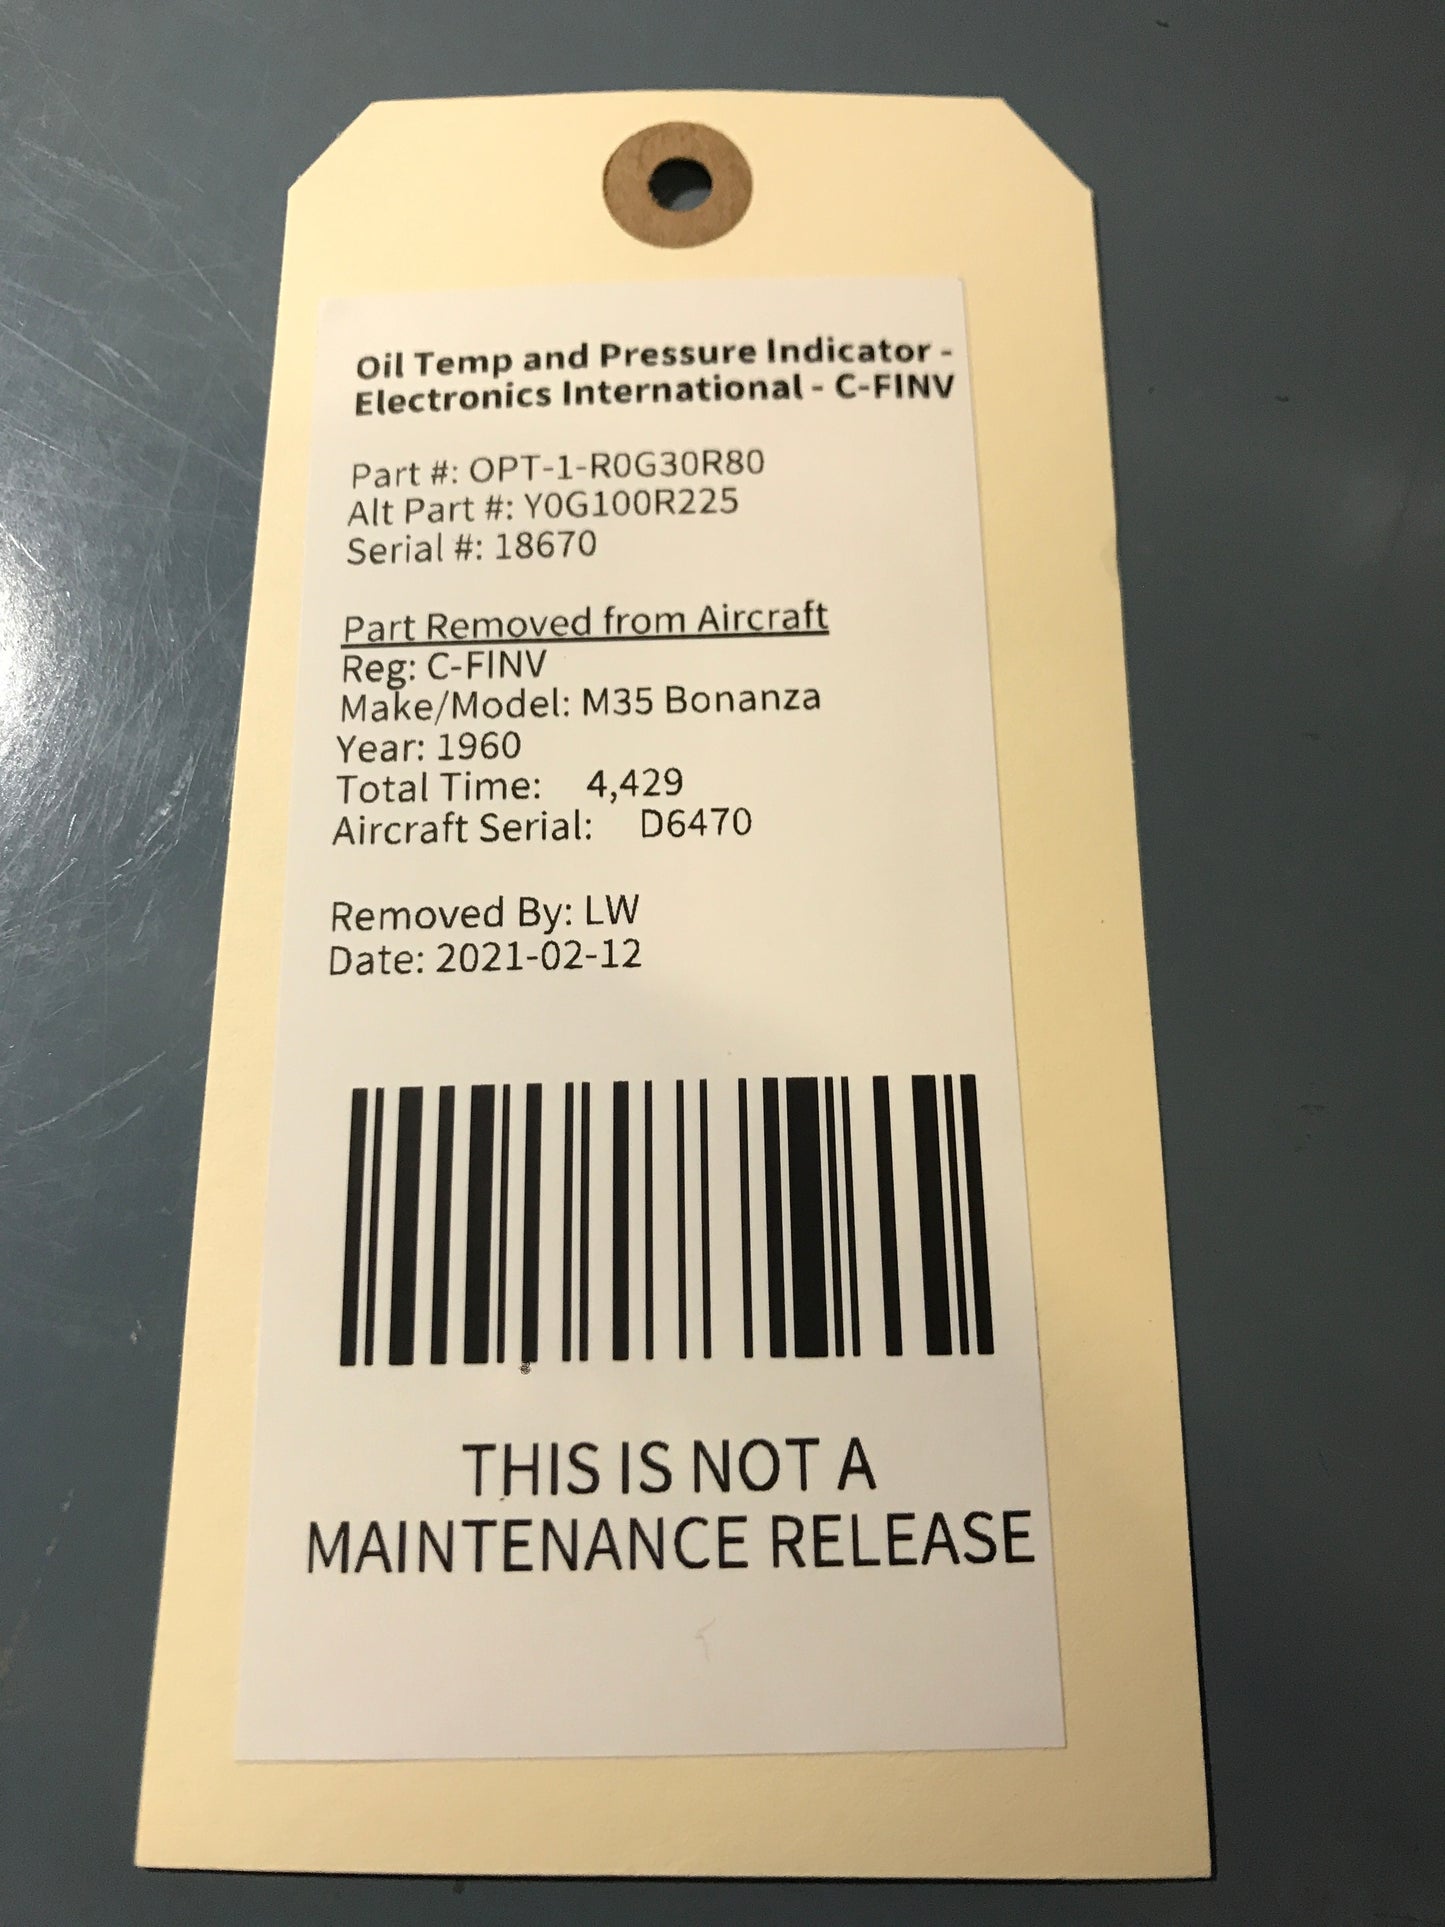 Oil Temp and Pressure Indicator -
Electronics International - C-FINV
Part #: OPT-1-R0G30R80
Alt Part #: Y0G100R225
Serial #: 18670
Part Removed from Aircraft
Reg: C-FINV
Make/Model: M35 Bonanza
Year: 1960
Total Time: 4,429
Aircraft Serial: D6470
Removed By: LW
Date: 2021-02-12
THIS IS NOT A
MAINTENANCE RELEASE